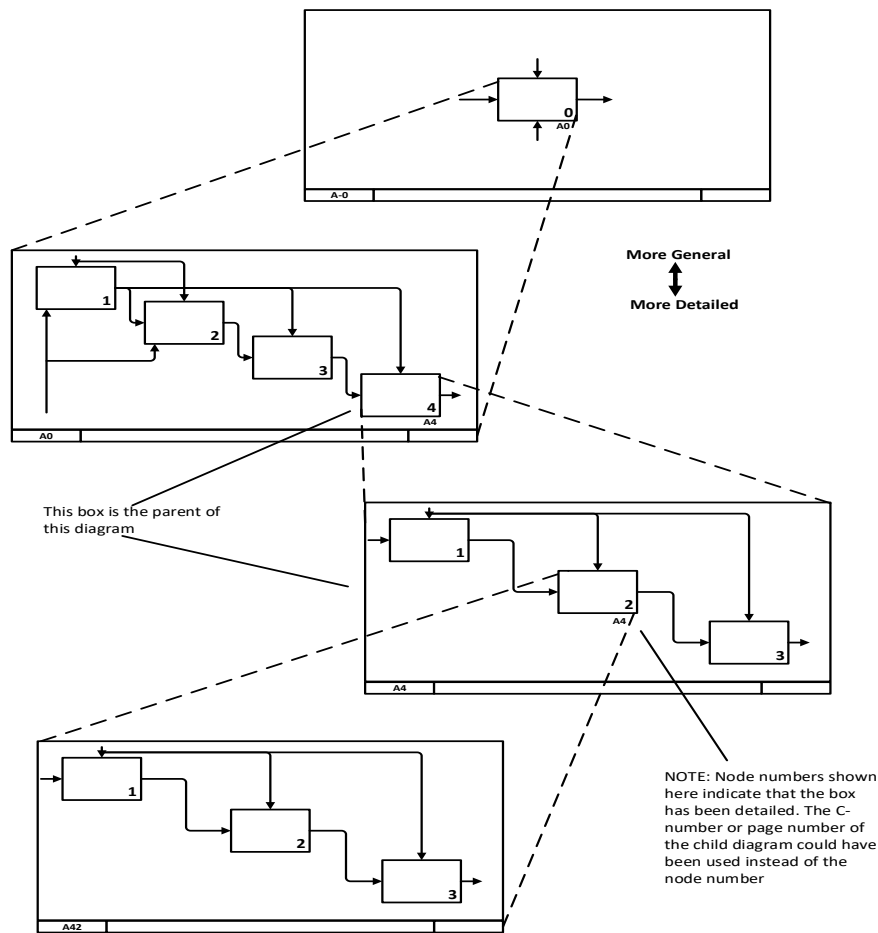 0
A0
A-0
More General
More Detailed
1
2
3
4
A4
A0
This box is the parent of
this diagram
1
2
A4
3
A4
1
2
3
A42
NOTE: Node numbers shown
here indicate that the box
has been detailed. The C-
number or page number of
the child diagram could have
been used instead of the
node number